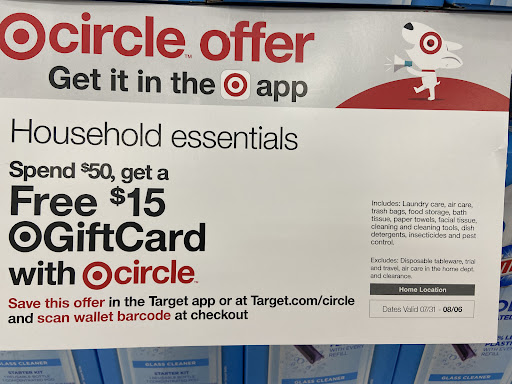 circle offer
Get it in the app
Household essentials
Spend $50, get a
Free $15
GiftCard
with circle
Save this offer in the Target app or at Target.com/circle
and scan wallet barcode at checkout
Includes: Laundry care, air care,
trash bags, food storage, bath
tissue, paper towels, facial tissue,
cleaning and cleaning tools, dish
detergents, insecticides and pest
control.
Excludes: Disposable tableware, trial
and travel, air care in the home dept.
and clearance.
Home Location
Dates Valid 07/31 - 08/06
GLASS CLEANER
STARTER KIT
GLASS CLEANER
GLASS CLEANER